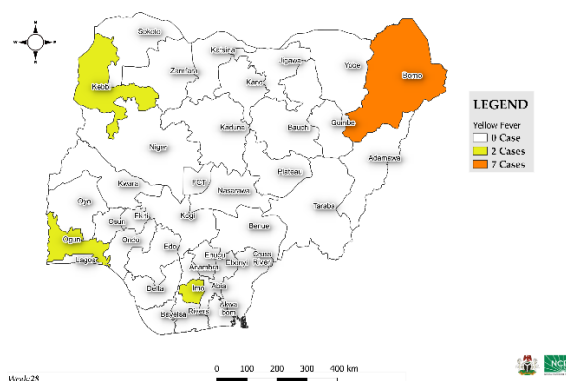 N
W E
S
Sokoto
Katsina
Jigawa
Yobe
Borno
Zamfara
Kano
Kebbi
Gombe
Kaduna
Bauchi
Niger
Adamawa
Plateau
FCT
Kwara
Nasarawa
Taraba
Oyo
Kogi
Osun
Ekiti
Benue
Ogun
Ondo
Edo
Enugu
Ebonyi
Cross
River
Lagos
Anambra
Delta
Imo
Abia
Bayelsa
Rivers
Akwa
Ibom
LEGEND
Yellow Fever
0 Case
2 Cases
7 Cases
Week:28
0 100 200 300 400 km